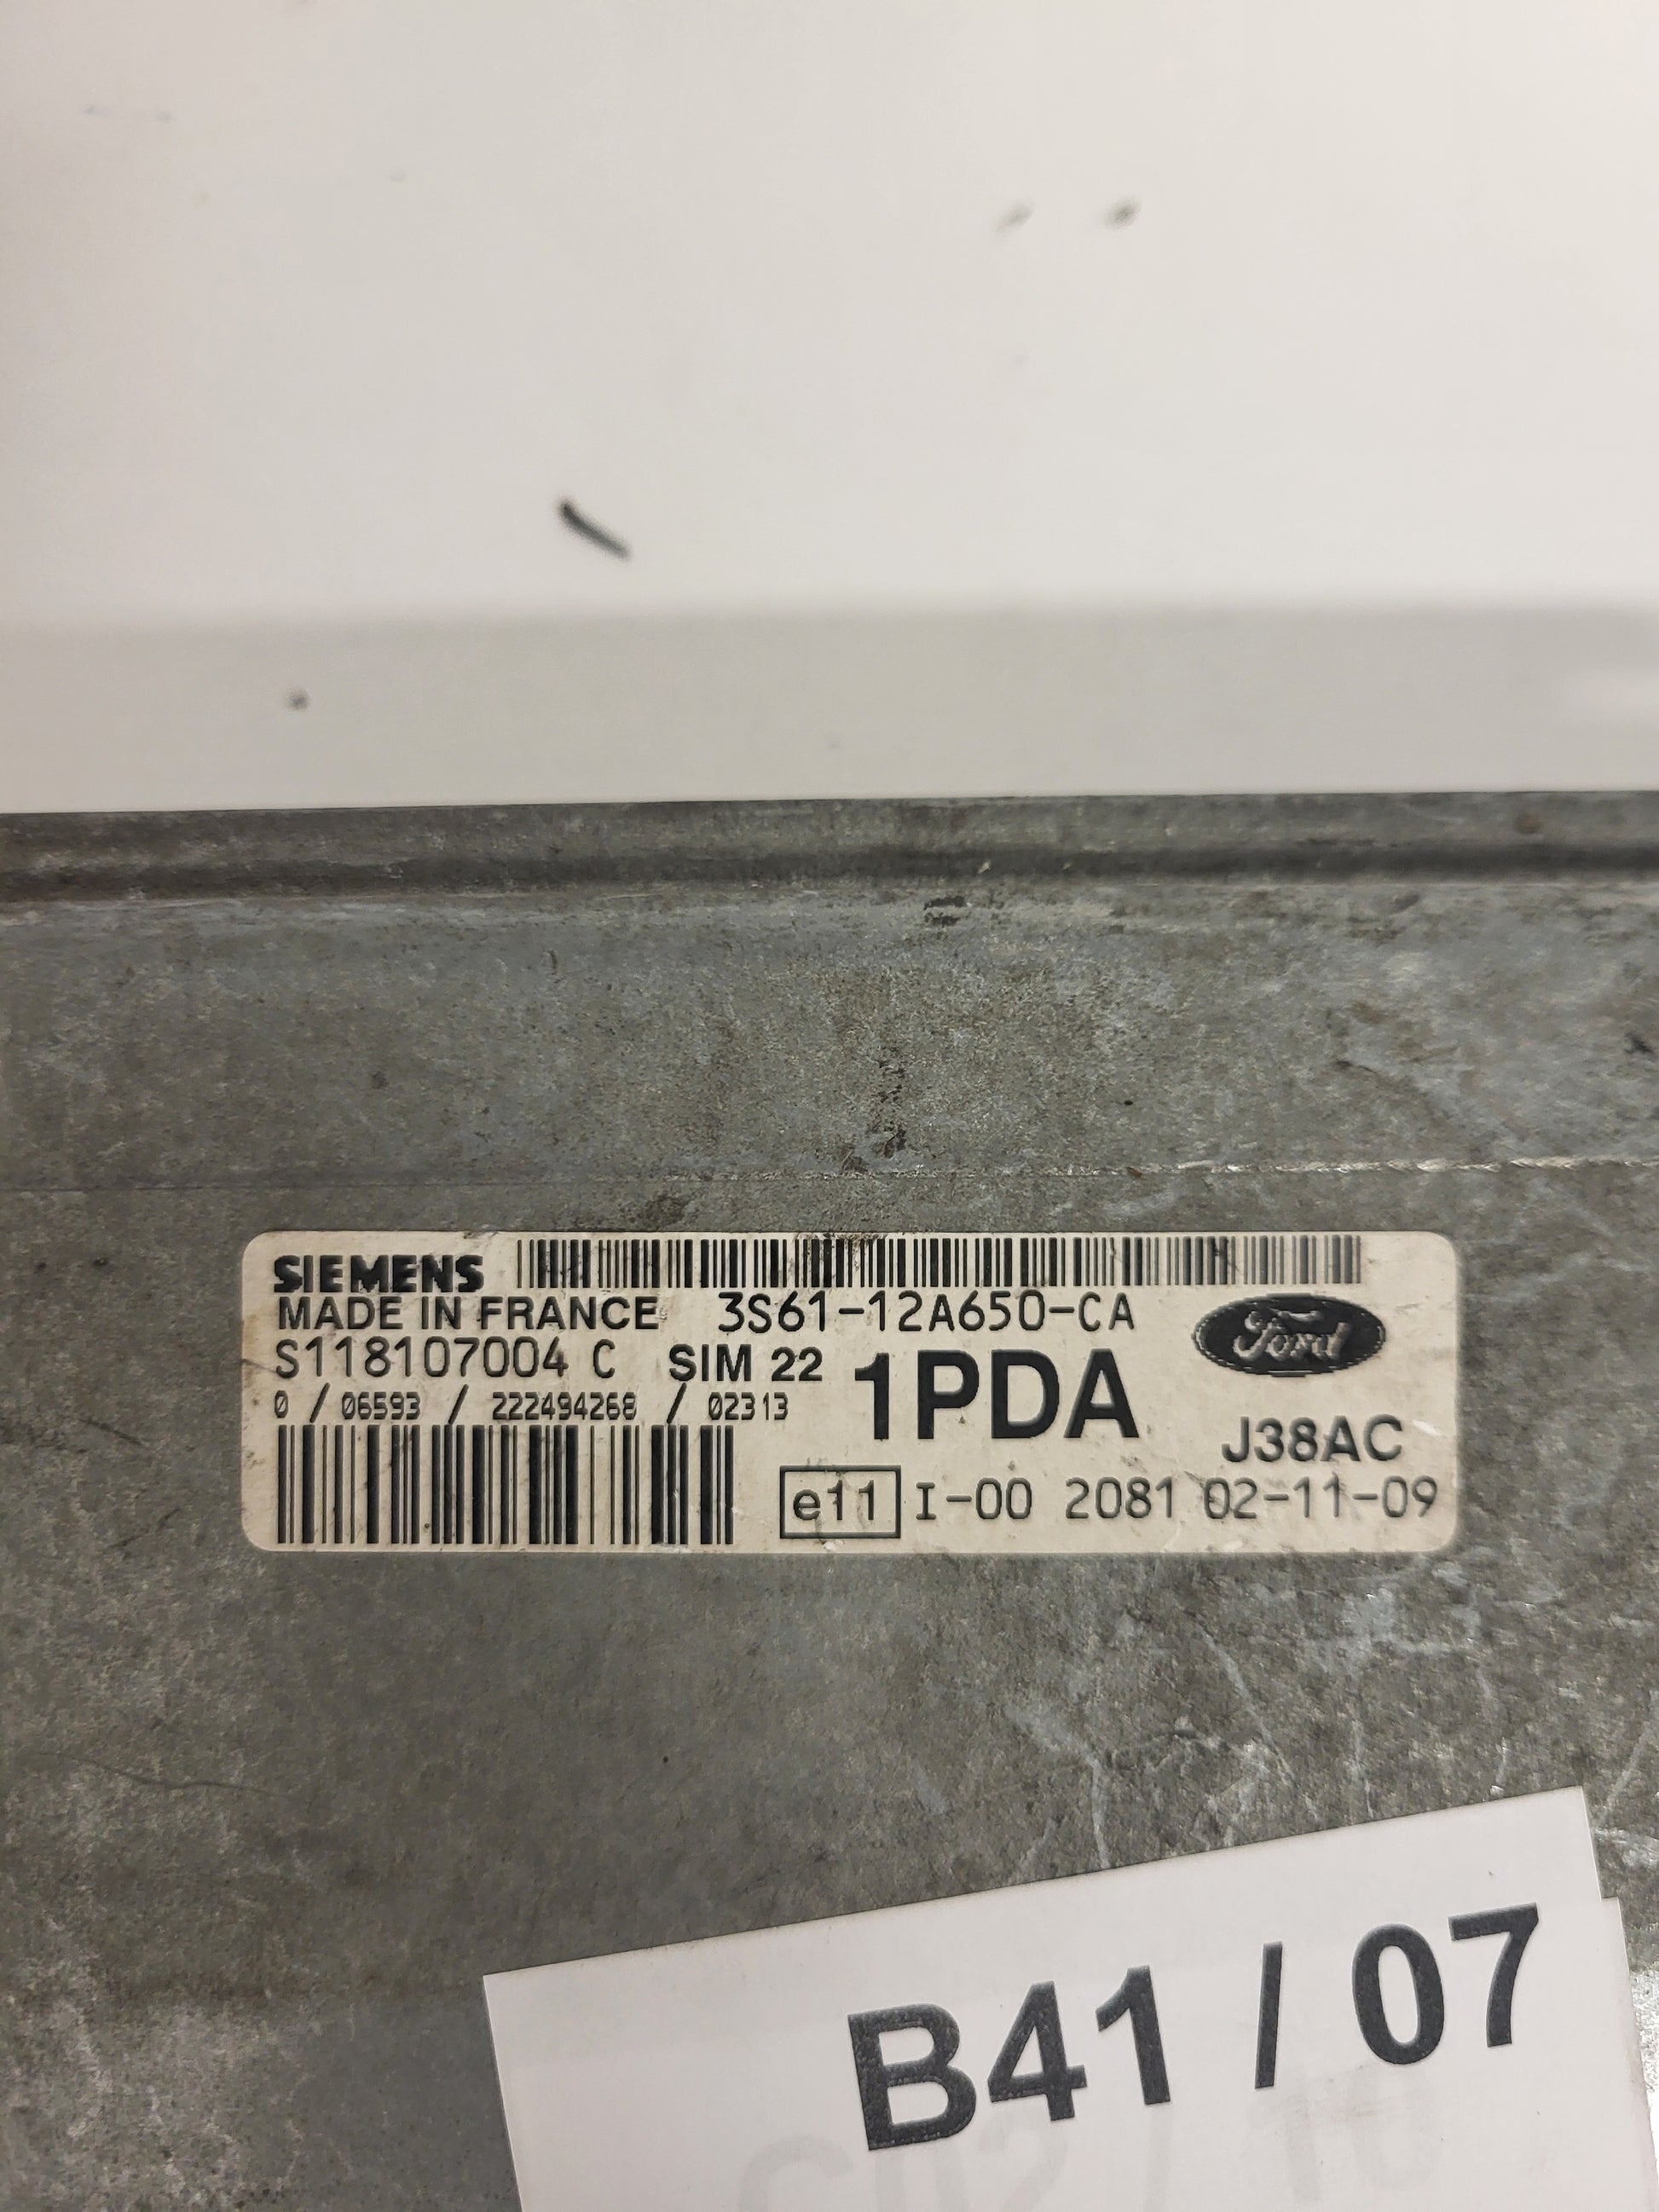 SIEMENS
MADE IN FRANCE 3S61-12A650-CA
Ford
S118107004 C SIM 22 1PDA
0 / 06593 / 222494268 / 02313
J38AC
e11 I-00 2081 02-11-09
B41 / 07